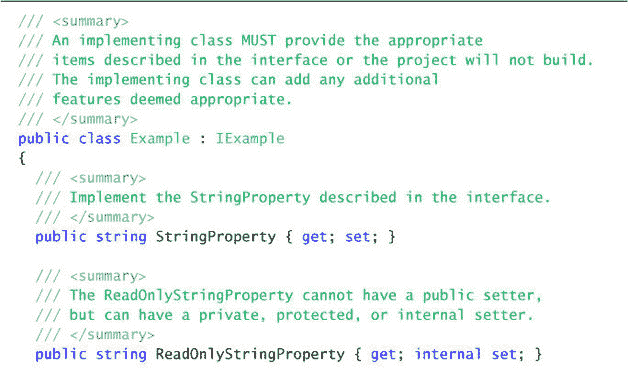 /// <summary>
/// An implementing class MUST provide the appropriate
/// items described in the interface or the project will not build.
/// The implementing class can add any additional
/// features deemed appropriate.
/// </summary>
public class Example : IExample
{
/// <summary>
/// Implement the StringProperty described in the interface.
/// </summary>
public string StringProperty { get; set; }
/// <summary>
/// The ReadOnlyStringProperty cannot have a public setter,
/// but can have a private, protected, or internal setter.
/// </summary>
public string ReadOnlyStringProperty { get; internal set; }